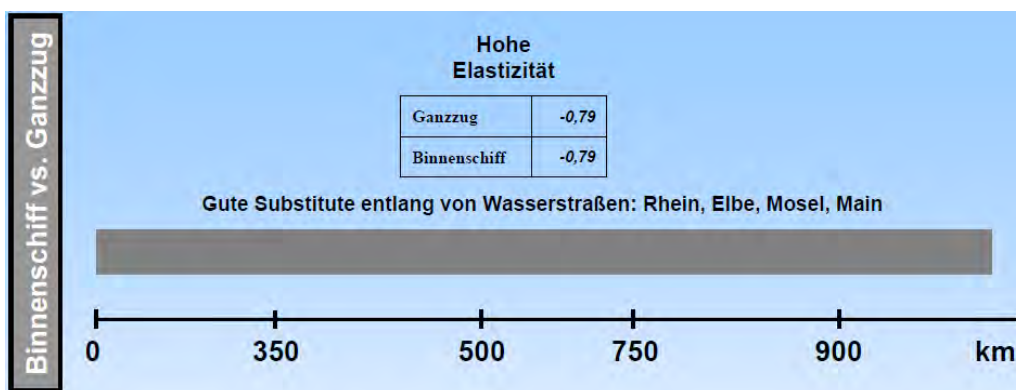 Binnenschiff vs. Ganzzug
Hohe
Elastizität
Ganzzug -0,79
Binnenschiff -0,79
Gute Substitute entlang von Wasserstraßen: Rhein, Elbe, Mosel, Main
0 350 500 750 900 km